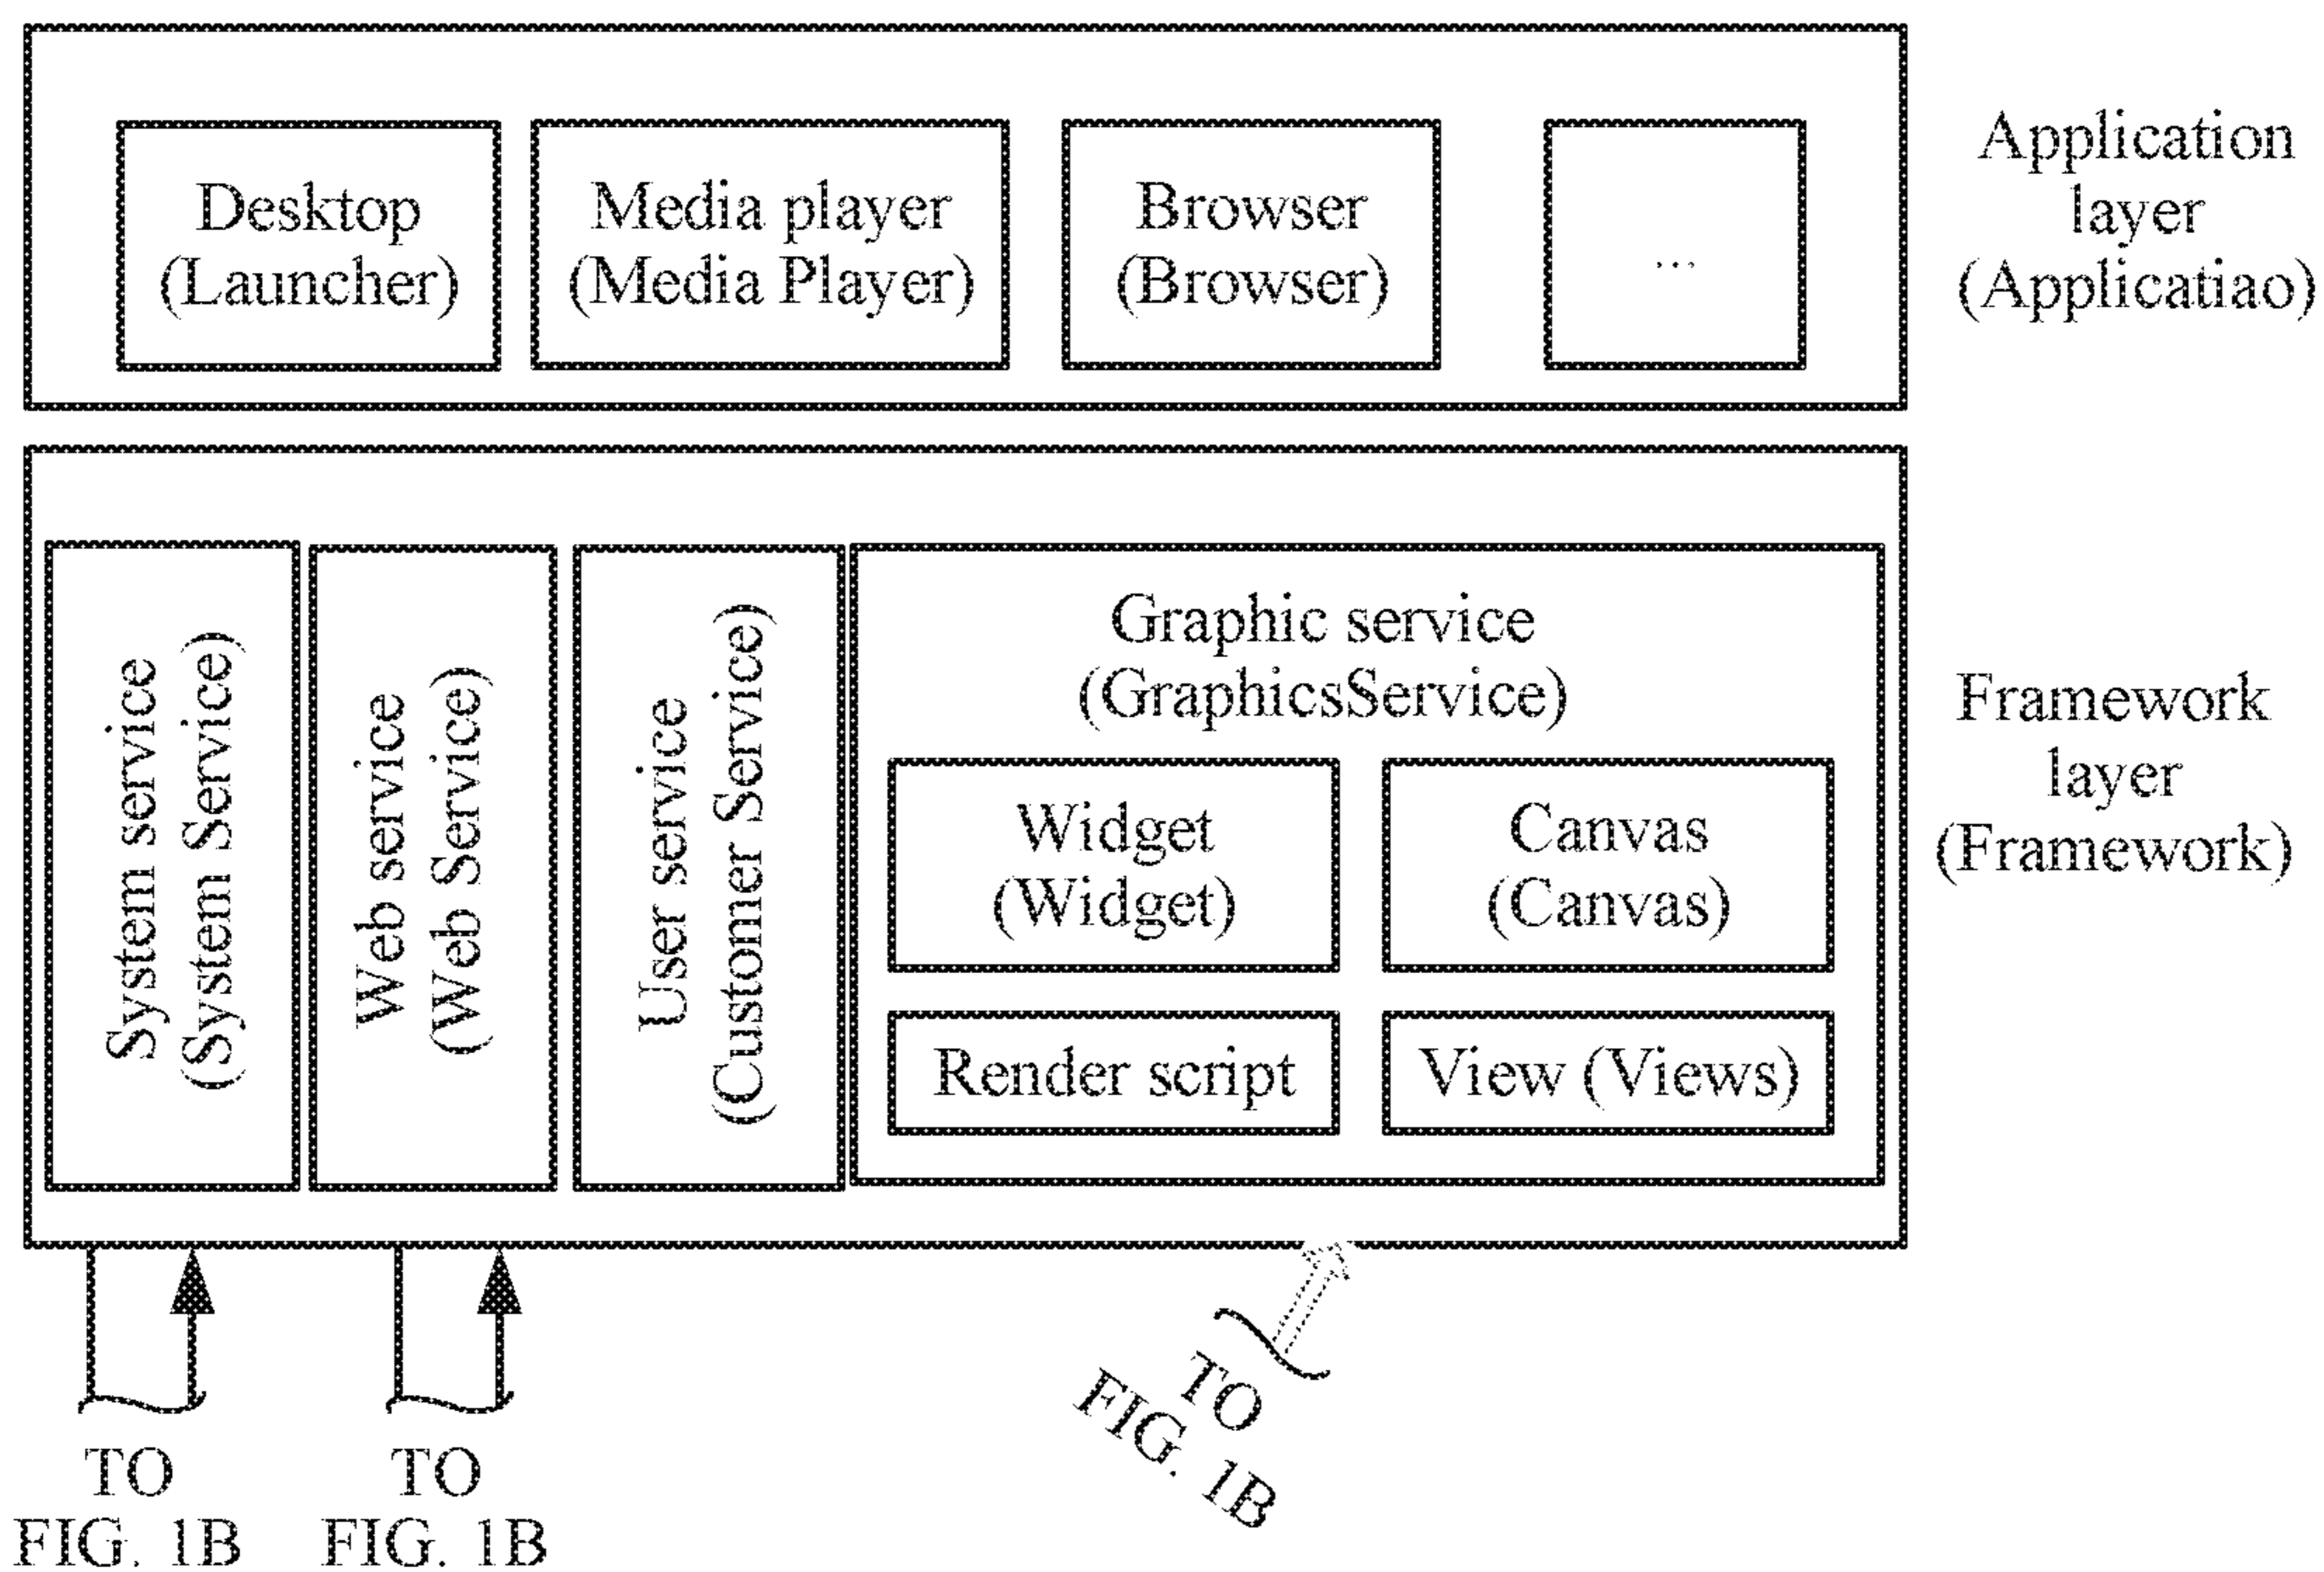 Desktop
(Launcher)
Media player
(Media Player)
Browser
(Browser)
...
Application
layer
(Applicatiao)
System service
(System Service)
Web service
(Web Service)
User service
(Customer Service)
Graphic service
(GraphicsService)
Widget
(Widget)
Canvas
(Canvas)
Render script
View (Views)
Framework
layer
(Framework)
TO
FIG. 1B
TO
FIG. 1B
TO
FIG. 1B